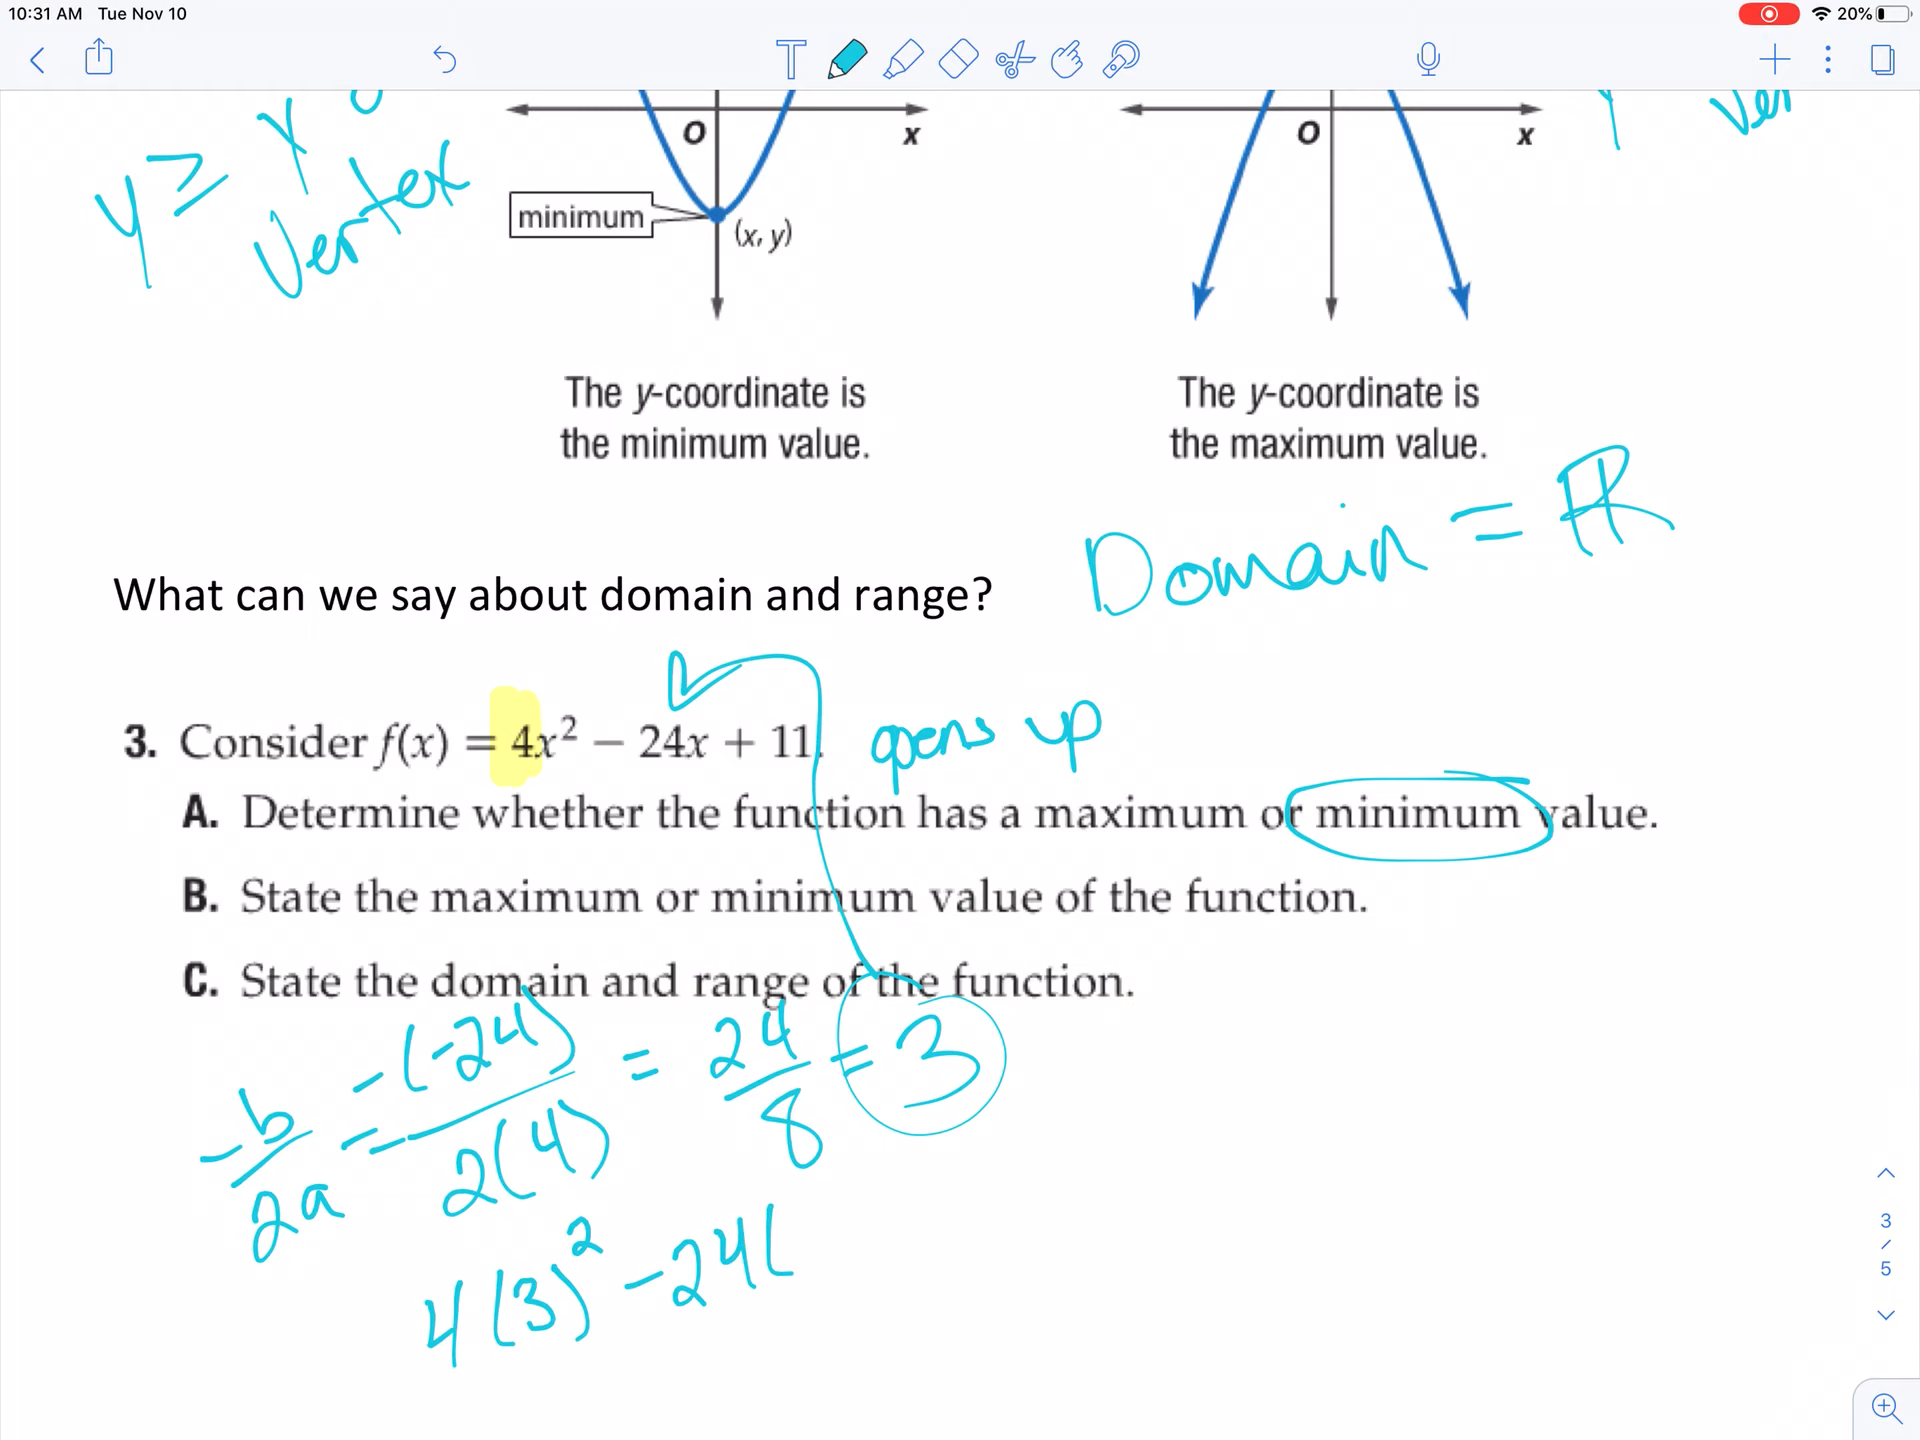 10:31 AM Tue Nov 10
20%
T
y ≥ y
vertex
O
x
minimum
(x, y)
O
x
y
ver
The y-coordinate is
the minimum value.
The y-coordinate is
the maximum value.
Domain = ℝ
What can we say about domain and range?
3. Consider f(x) = 4x² − 24x + 11.
opens up
A. Determine whether the function has a maximum or minimum value.
B. State the maximum or minimum value of the function.
C. State the domain and range of the function.
-b/2a = -(-24)/2(4) = 24/8 = 3
4(3)² - 24(
3/5